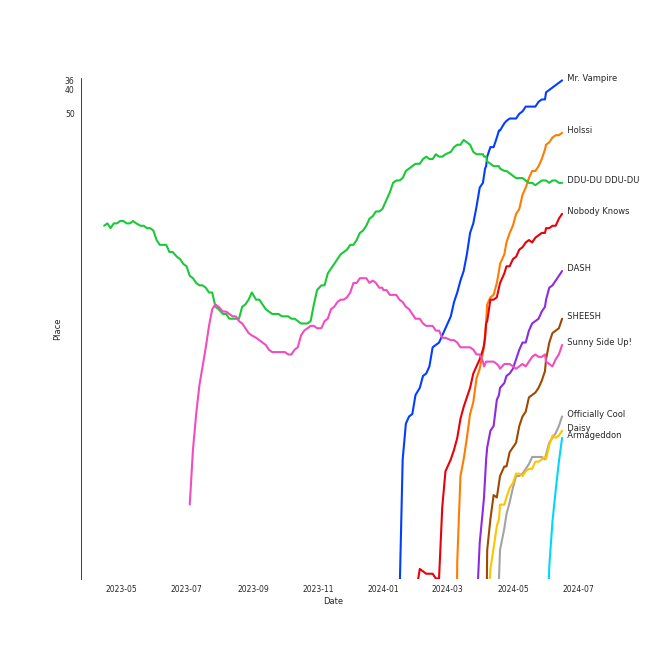 36
40
50
Place
Mr. Vampire
Holssi
DDU-DU DDU-DU
Nobody Knows
DASH
SHEESH
Sunny Side Up!
Officially Cool
Daisy
Armageddon
2023-05 2023-07 2023-09 2023-11 2024-01 2024-03 2024-05 2024-07
Date